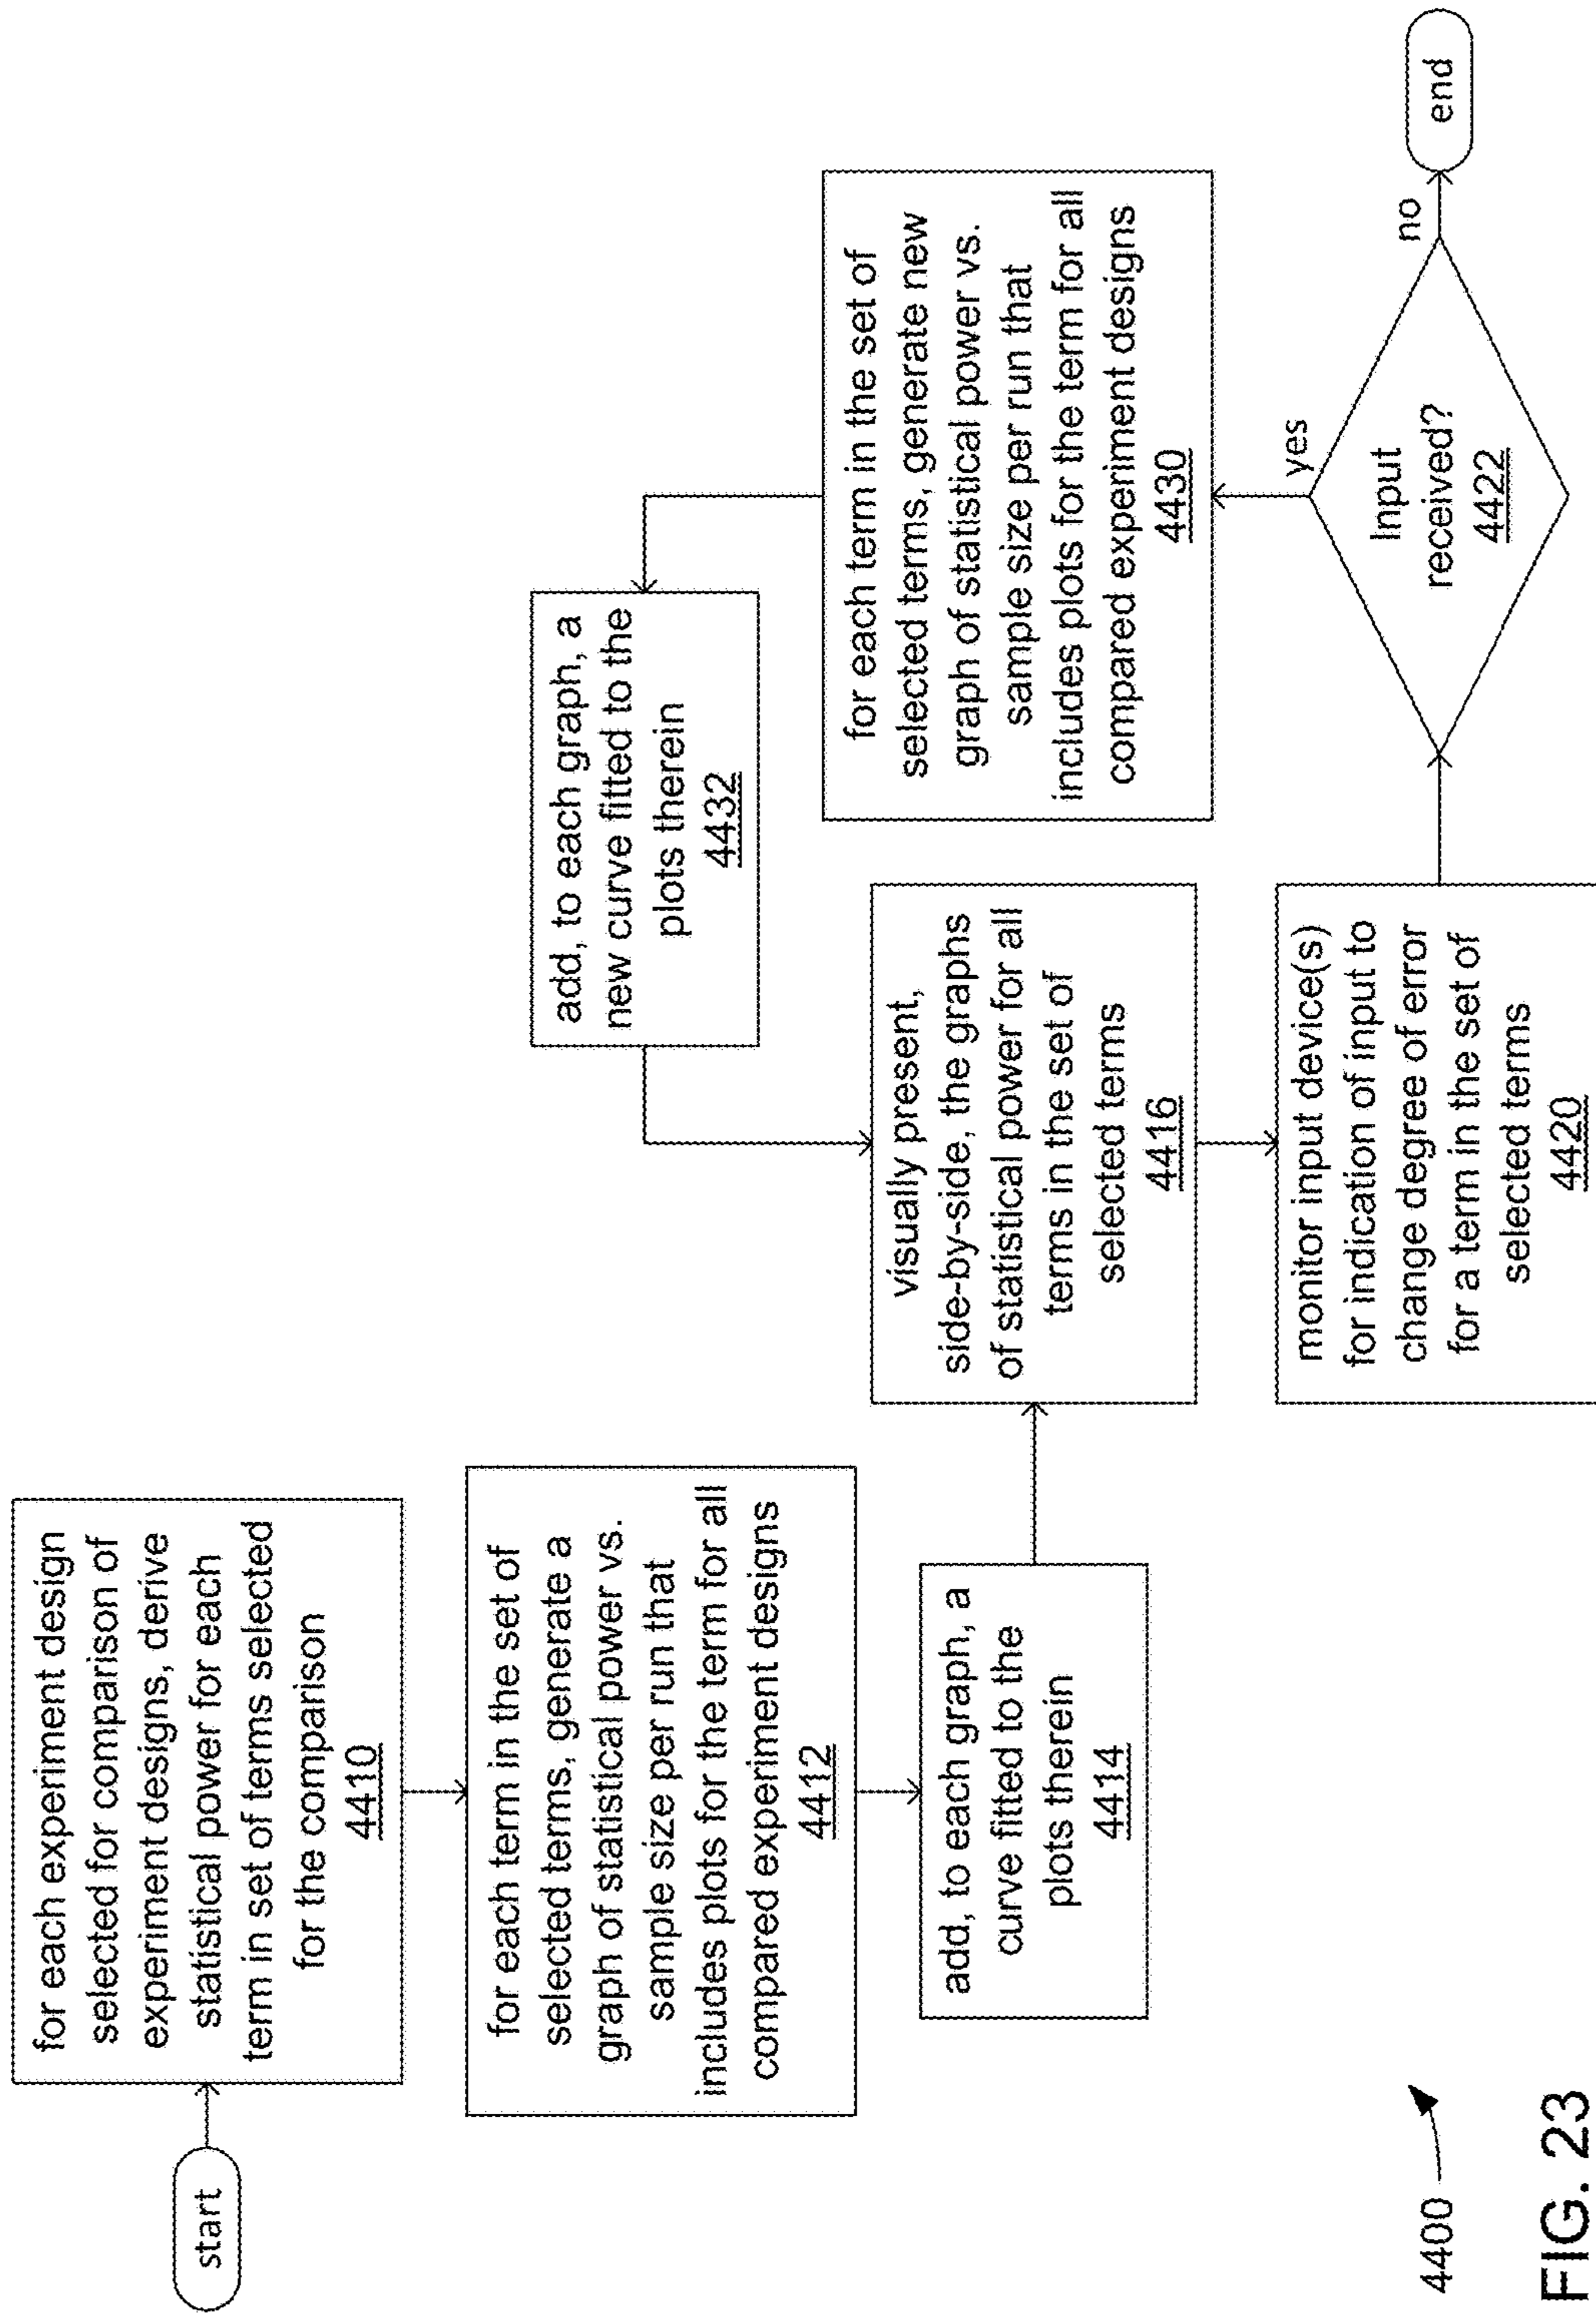 start
for each experiment design
selected for comparison of
experiment designs, derive
statistical power for each
term in set of terms selected
for the comparison
4410
for each term in the set of
selected terms, generate a
graph of statistical power vs.
sample size per run that
includes plots for the term for all
compared experiment designs
4412
add, to each graph, a
curve fitted to the
plots therein
4414
visually present,
side-by-side, the graphs
of statistical power for all
terms in the set of
selected terms
4416
monitor input device(s)
for indication of input to
change degree of error
for a term in the set of
selected terms
4420
Input
received?
4422
yes
no
end
for each term in the set of
selected terms, generate new
graph of statistical power vs.
sample size per run that
includes plots for the term for all
compared experiment designs
4430
add, to each graph, a
new curve fitted to the
plots therein
4432
4400
FIG. 23